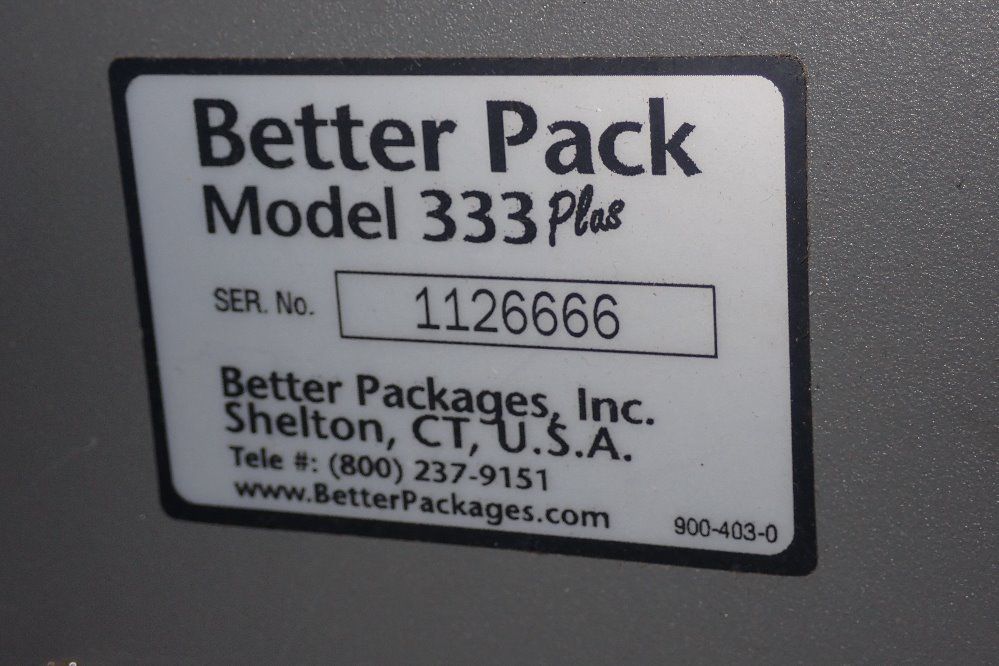 Better Pack
Model 333 Plus
SER. No. 1126666
Better Packages, Inc.
Shelton, CT, U.S.A.
Tele #: (800) 237-9151
www.BetterPackages.com
900-403-0